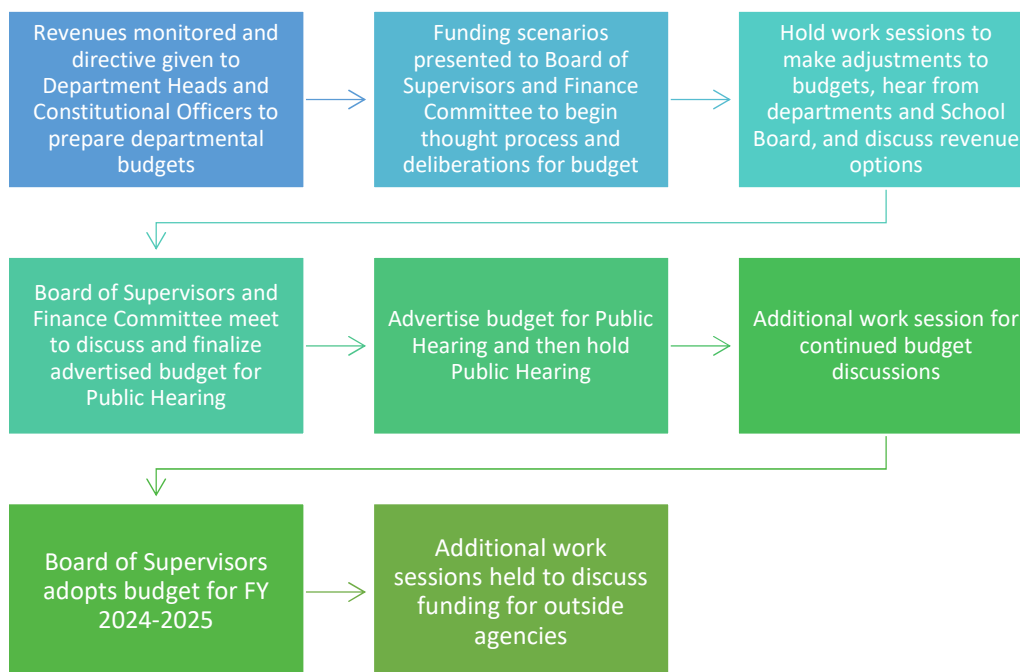 Revenues monitored and
directive given to
Department Heads and
Constitutional Officers to
prepare departmental
budgets
Funding scenarios
presented to Board of
Supervisors and Finance
Committee to begin
thought process and
deliberations for budget
Hold work sessions to
make adjustments to
budgets, hear from
departments and School
Board, and discuss revenue
options
Board of Supervisors and
Finance Committee meet
to discuss and finalize
advertised budget for
Public Hearing
Advertise budget for Public
Hearing and then hold
Public Hearing
Additional work session for
continued budget
discussions
Board of Supervisors
adopts budget for FY
2024-2025
Additional work
sessions held to discuss
funding for outside
agencies